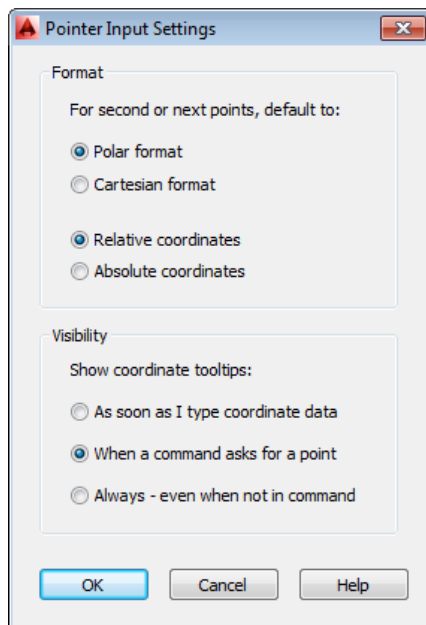 Pointer Input Settings
Format
For second or next points, default to:
Polar format
Cartesian format
Relative coordinates
Absolute coordinates
Visibility
Show coordinate tooltips:
As soon as I type coordinate data
When a command asks for a point
Always - even when not in command
OK
Cancel
Help